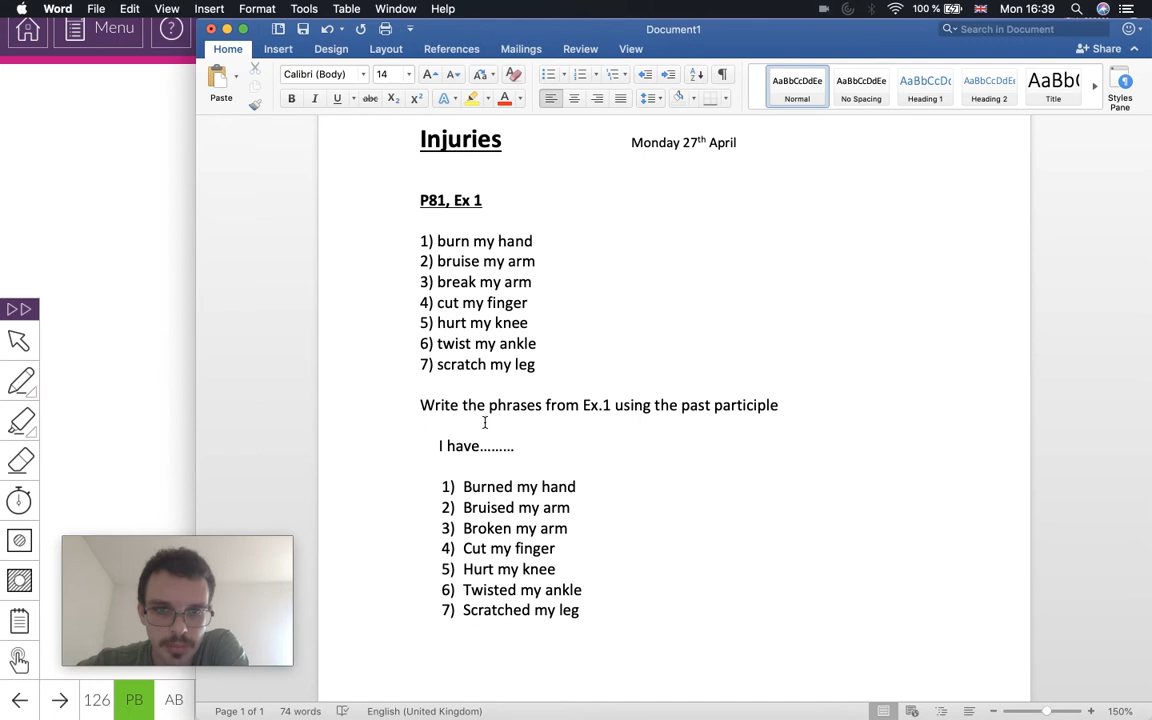 Word File Edit View Insert Format Tools Table Window Help 100 % Mon 16:39
Menu
?
Document1
Search in Document
Home Insert Design Layout References Mailings Review View
Share
Paste
Calibri (Body) 14
AaBbCcDdEe AaBbCcDdEe AaBbCcDc AaBbCcDdEe AaBb(
Normal No Spacing Heading 1 Heading 2 Title
Styles
Pane
B I U abc X₂ X²
Injuries Monday 27th April
P81, Ex 1
1) burn my hand
2) bruise my arm
3) break my arm
4) cut my finger
5) hurt my knee
6) twist my ankle
7) scratch my leg
Write the phrases from Ex.1 using the past participle
I have.........
1) Burned my hand
2) Bruised my arm
3) Broken my arm
4) Cut my finger
5) Hurt my knee
6) Twisted my ankle
7) Scratched my leg
126 PB AB
Page 1 of 1 74 words English (United Kingdom) 150%